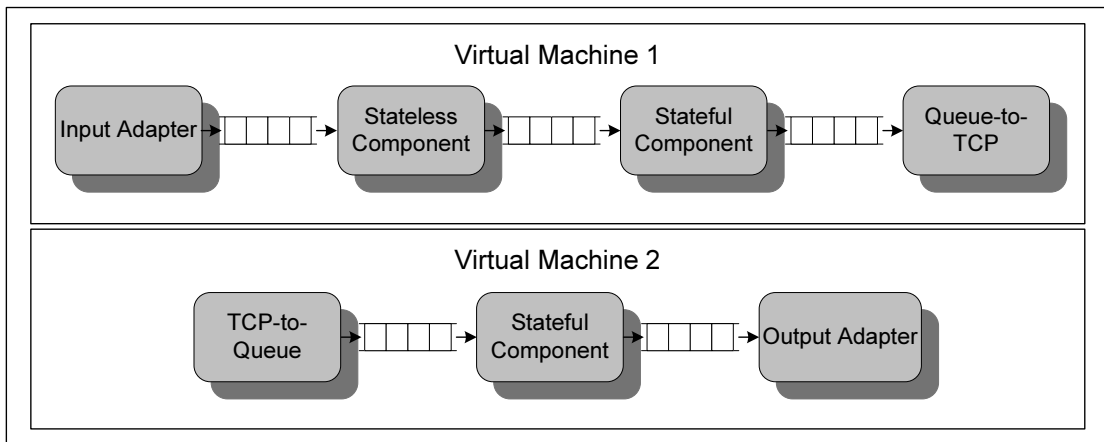 Virtual Machine 1
Input Adapter
Stateless
Component
Stateful
Component
Queue-to-
TCP
Virtual Machine 2
TCP-to-
Queue
Stateful
Component
Output Adapter